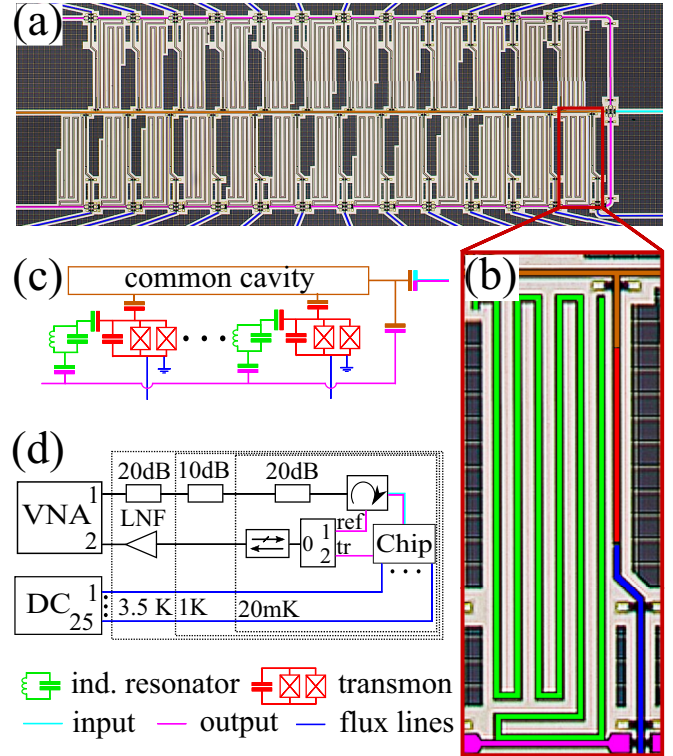 (a)
(c)
common cavity
(b)
(d)
20dB 10dB 20dB
VNA 1 2
LNF
ref
tr
0 1 2
Chip
DC 1 25
3.5 K 1K 20mK
ind. resonator transmon
input output flux lines